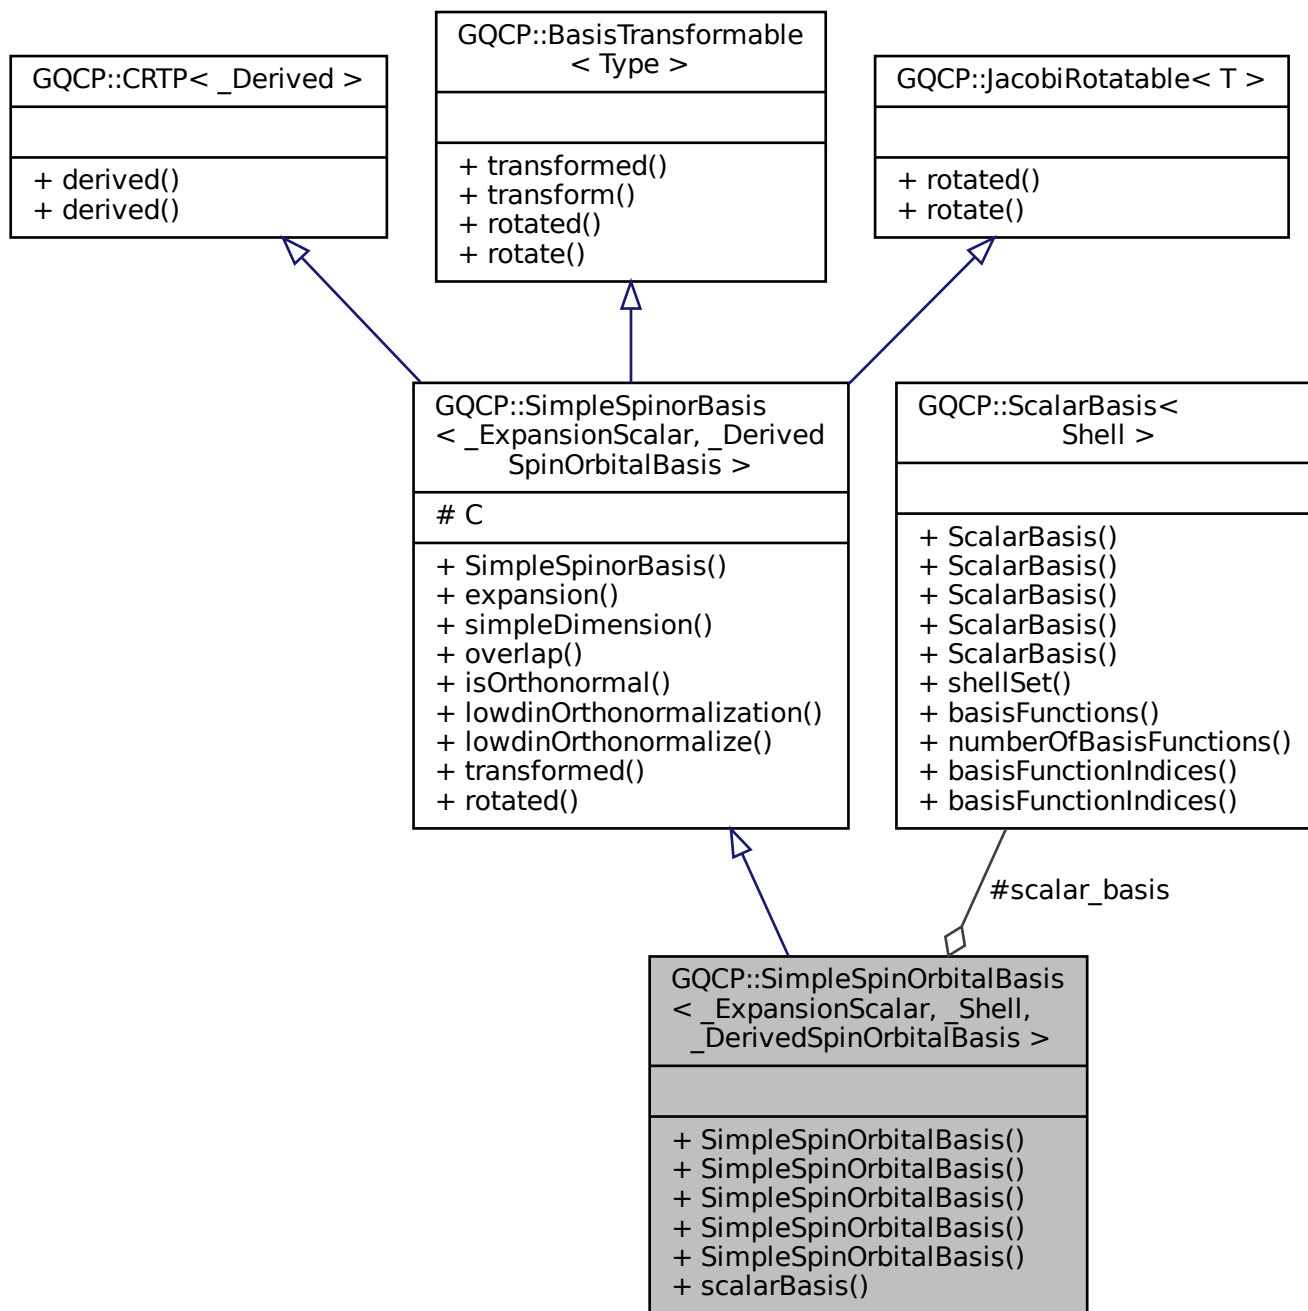 GQCP::CRTP< _Derived >
+ derived()
+ derived()
GQCP::BasisTransformable
< Type >
+ transformed()
+ transform()
+ rotated()
+ rotate()
GQCP::JacobiRotatable< T >
+ rotated()
+ rotate()
GQCP::SimpleSpinorBasis
< _ExpansionScalar, _Derived
SpinOrbitalBasis >
# C
+ SimpleSpinorBasis()
+ expansion()
+ simpleDimension()
+ overlap()
+ isOrthonormal()
+ lowdinOrthonormalization()
+ lowdinOrthonormalize()
+ transformed()
+ rotated()
GQCP::ScalarBasis<
Shell >
+ ScalarBasis()
+ ScalarBasis()
+ ScalarBasis()
+ ScalarBasis()
+ ScalarBasis()
+ shellSet()
+ basisFunctions()
+ numberOfBasisFunctions()
+ basisFunctionIndices()
+ basisFunctionIndices()
#scalar_basis
GQCP::SimpleSpinOrbitalBasis
< _ExpansionScalar, _Shell,
_DerivedSpinOrbitalBasis >
+ SimpleSpinOrbitalBasis()
+ SimpleSpinOrbitalBasis()
+ SimpleSpinOrbitalBasis()
+ SimpleSpinOrbitalBasis()
+ SimpleSpinOrbitalBasis()
+ scalarBasis()